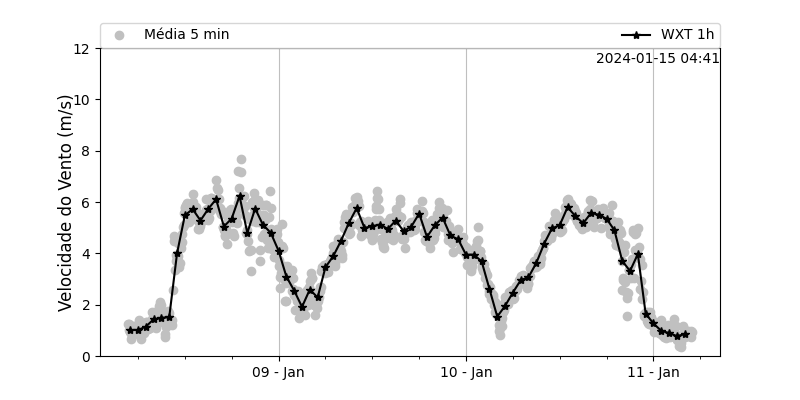 Média 5 min
WXT 1h
2024-01-15 04:41
Velocidade do Vento (m/s)
12
10
8
6
4
2
0
09 - Jan
10 - Jan
11 - Jan